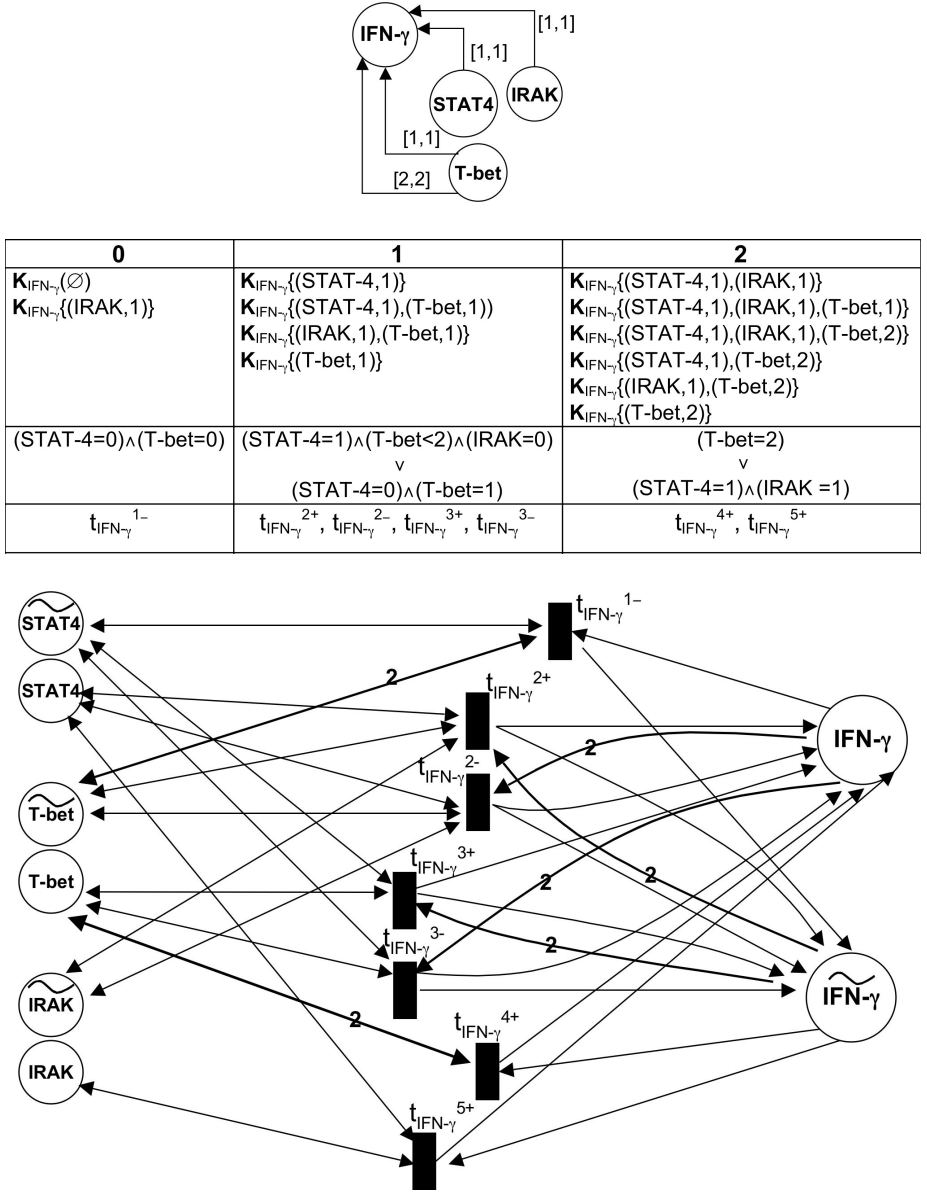 IFN-γ
[1,1]
[1,1]
STAT4
IRAK
[1,1]
T-bet
[2,2]
0 1 2
K_IFN-γ(∅) K_IFN-γ{(STAT-4,1)} K_IFN-γ{(STAT-4,1),(IRAK,1)}
K_IFN-γ{(IRAK,1)} K_IFN-γ{(STAT-4,1),(T-bet,1)) K_IFN-γ{(STAT-4,1),(IRAK,1),(T-bet,1)}
K_IFN-γ{(IRAK,1),(T-bet,1)} K_IFN-γ{(STAT-4,1),(IRAK,1),(T-bet,2)}
K_IFN-γ{(T-bet,1)} K_IFN-γ{(STAT-4,1),(T-bet,2)}
K_IFN-γ{(IRAK,1),(T-bet,2)}
K_IFN-γ{(T-bet,2)}
(STAT-4=0)∧(T-bet=0) (STAT-4=1)∧(T-bet<2)∧(IRAK=0) (T-bet=2)
∨ ∨
(STAT-4=0)∧(T-bet=1) (STAT-4=1)∧(IRAK =1)
t_IFN-γ^1– t_IFN-γ^2+, t_IFN-γ^2–, t_IFN-γ^3+, t_IFN-γ^3– t_IFN-γ^4+, t_IFN-γ^5+
STAT4
t_IFN-γ^1–
STAT4
2
t_IFN-γ^2+
IFN-γ
2
t_IFN-γ^2-
T-bet
T-bet
t_IFN-γ^3+
2
2
t_IFN-γ^3-
2
IRAK
IFN-γ
2
t_IFN-γ^4+
IRAK
t_IFN-γ^5+